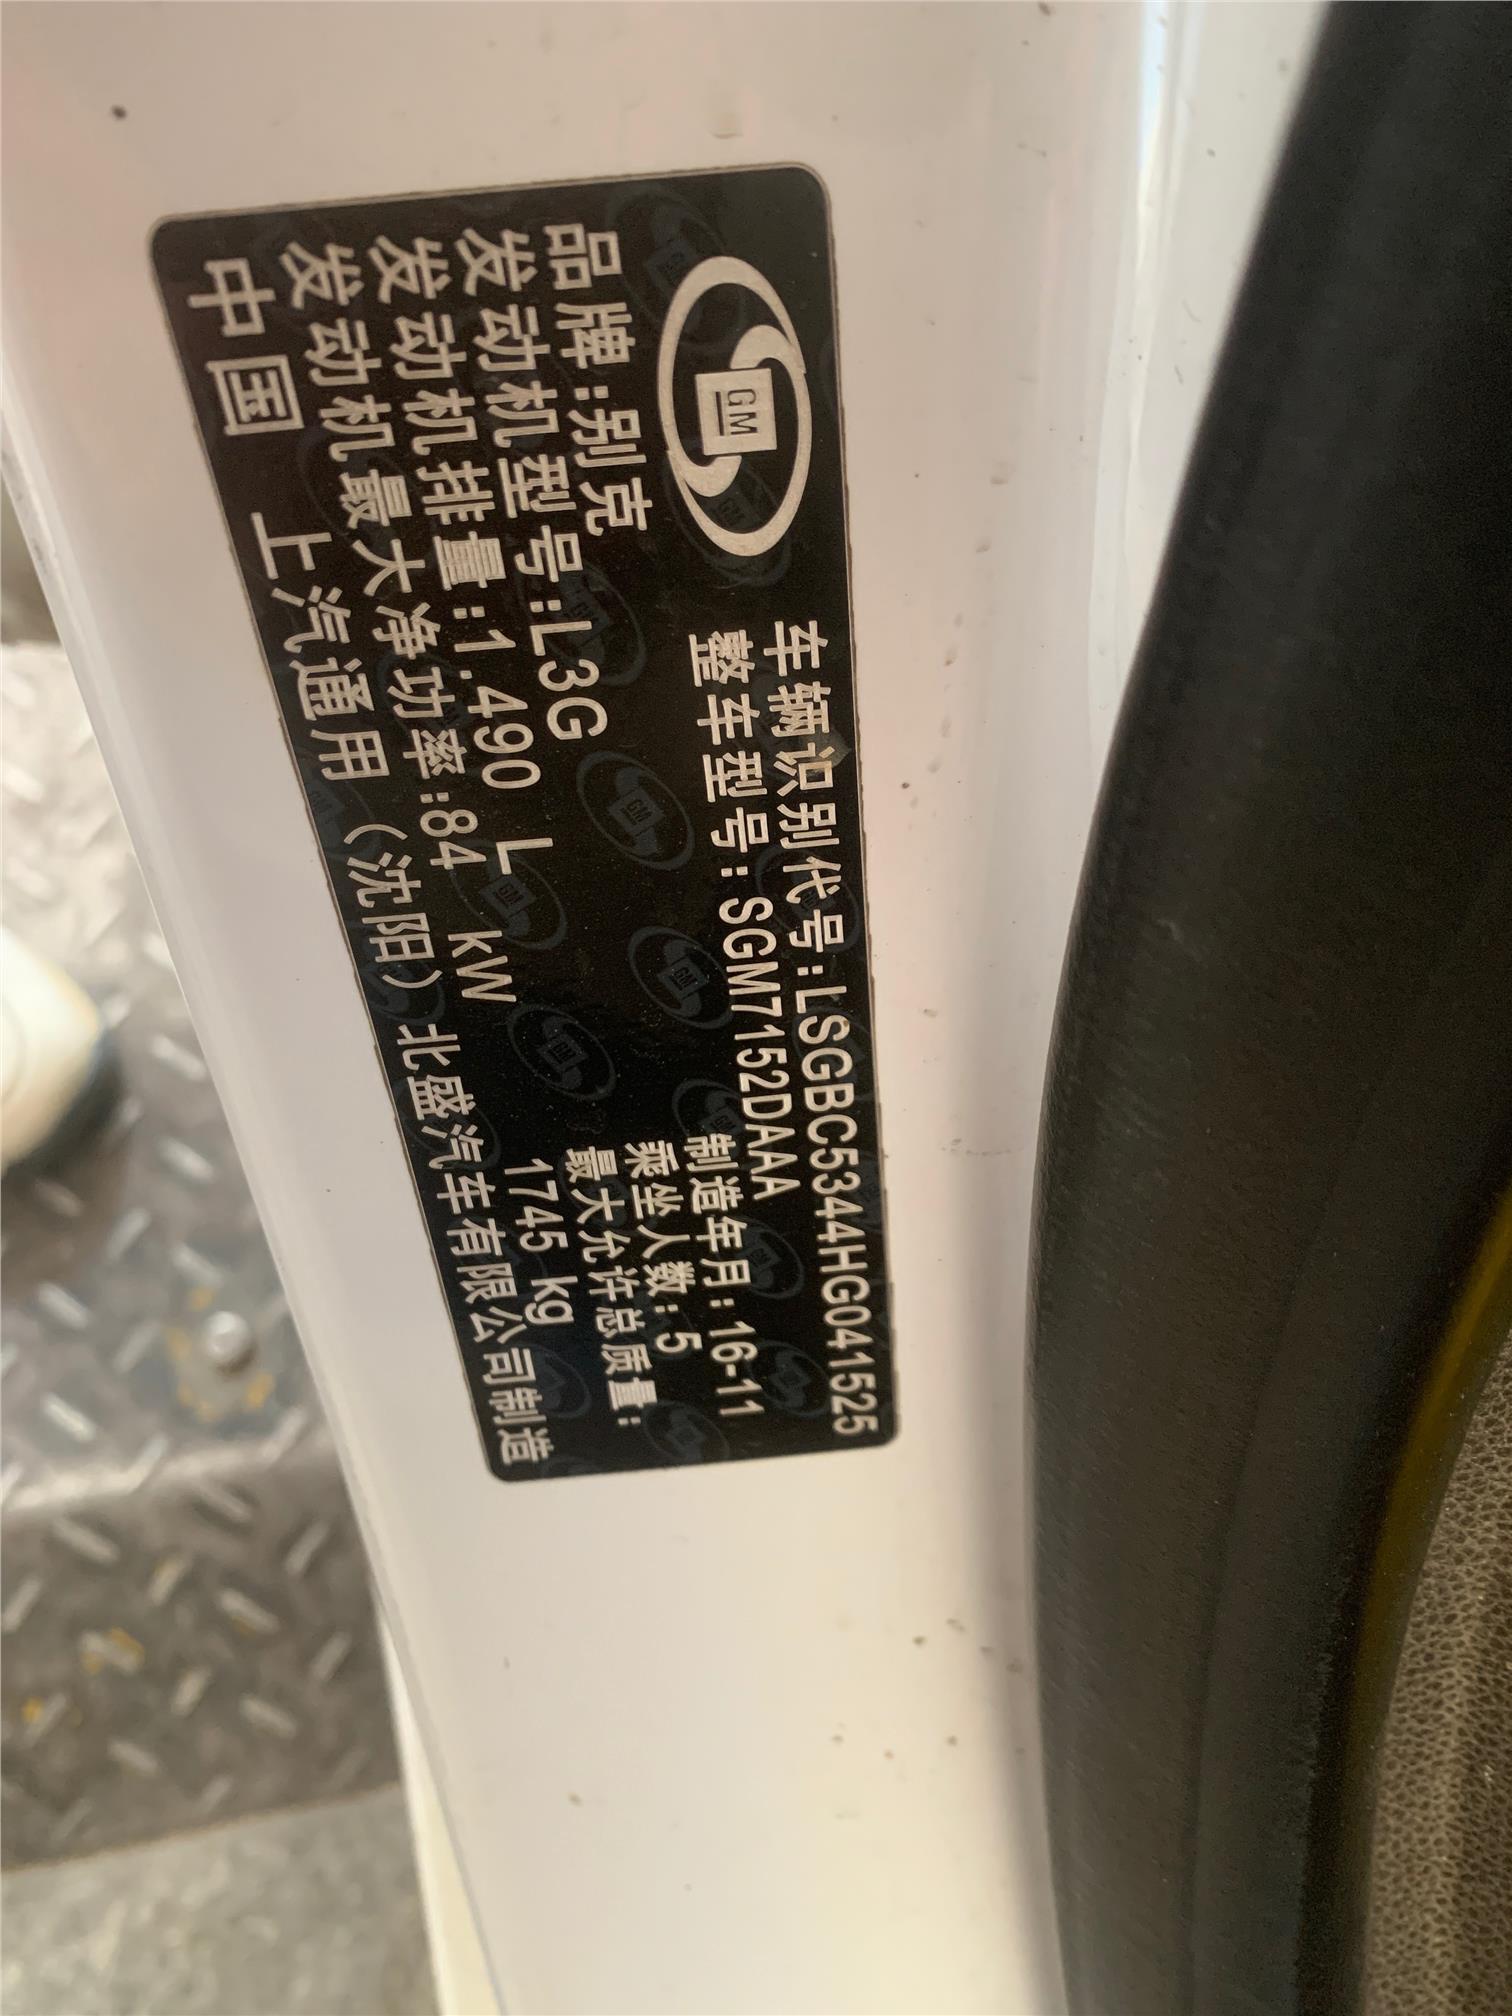 GM
车辆识别代号:LSGBC5344HG041525
整车型号:SGM7152DAAA
品牌:别克
制造年月:16-11
发动机型号:L3G
乘坐人数:5
发动机排量:1.490 L
最大允许总质量:
发动机最大净功率:84 kW
1745 kg
中国 上汽通用(沈阳)北盛汽车有限公司制造